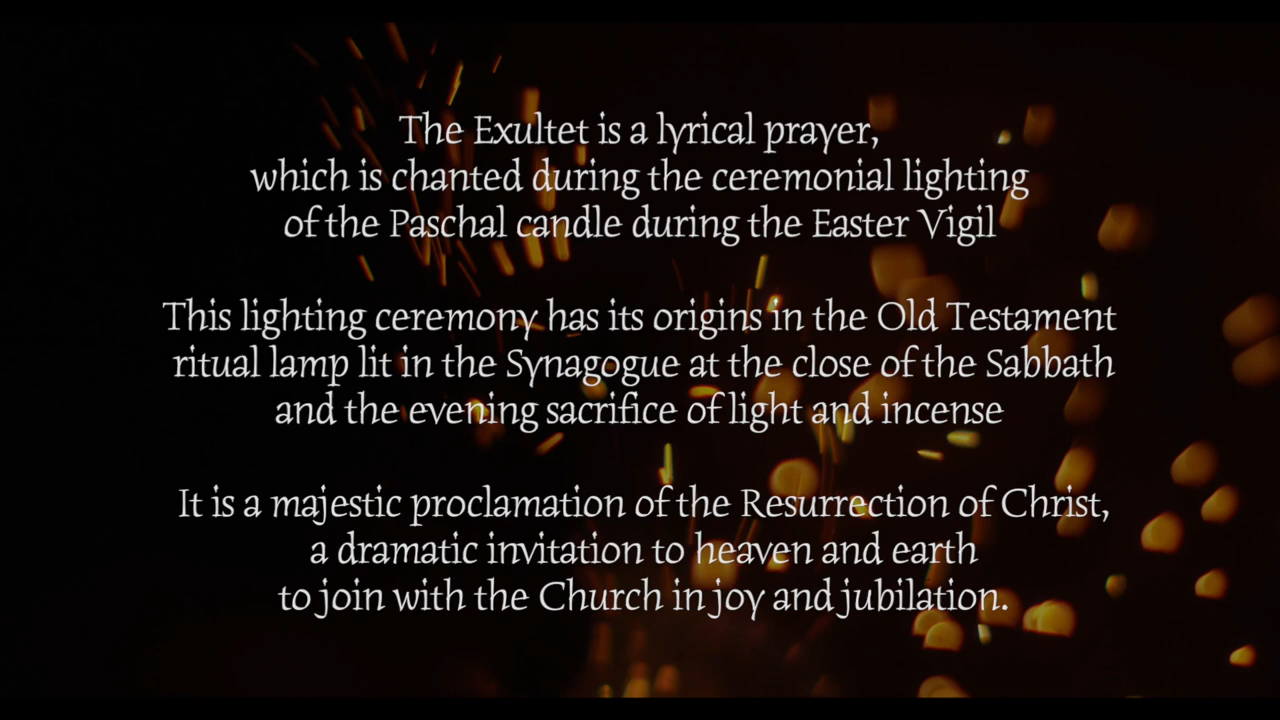 The Exultet is a lyrical prayer,
which is chanted during the ceremonial lighting
of the Paschal candle during the Easter Vigil
This lighting ceremony has its origins in the Old Testament
ritual lamp lit in the Synagogue at the close of the Sabbath
and the evening sacrifice of light and incense
It is a majestic proclamation of the Resurrection of Christ,
a dramatic invitation to heaven and earth
to join with the Church in joy and jubilation.